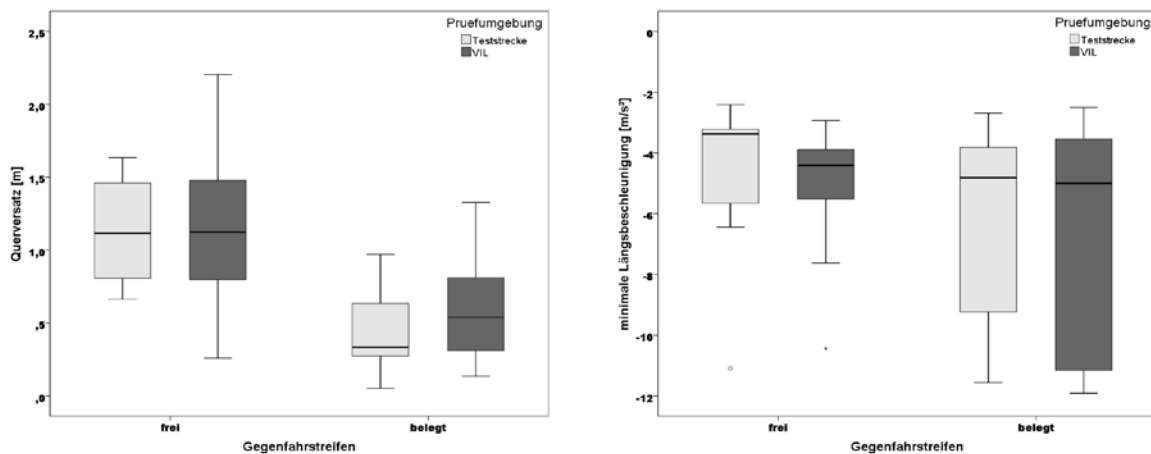 Pruefumgebung
Teststrecke
VIL
2,5
2,0
1,5
1,0
,5
,0
Querversatz [m]
frei
belegt
Gegenfahrstreifen
Pruefumgebung
Teststrecke
VIL
0
-2
-4
-6
-8
-10
-12
minimale Längsbeschleunigung [m/s²]
frei
belegt
Gegenfahrstreifen